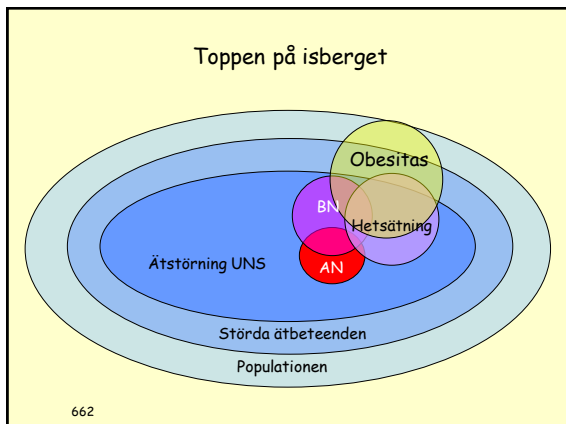 Toppen på isberget
Obesitas
BN
Hetsätning
Ätstörning UNS
AN
Störda ätbeteenden
Populationen
662